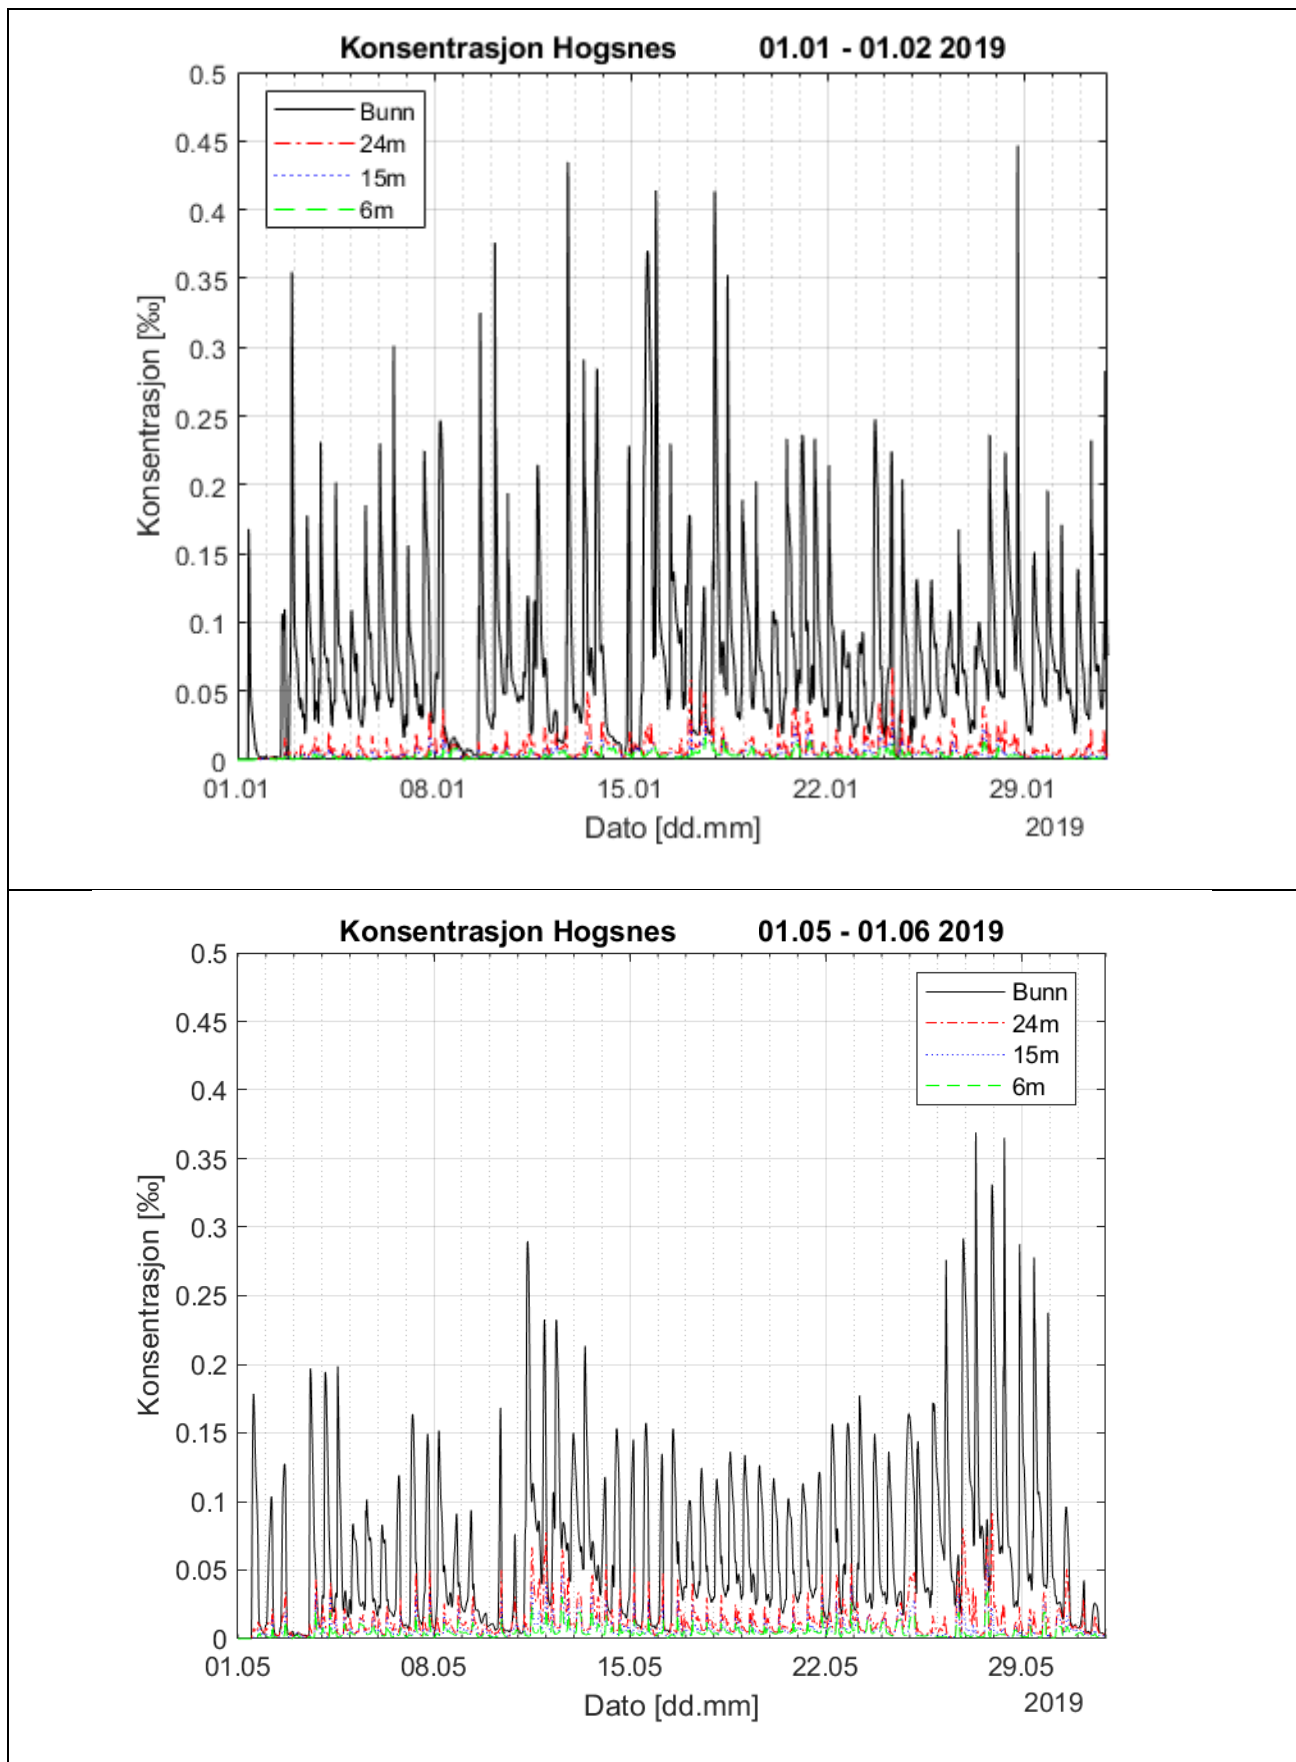 Konsentrasjon Hogsnes 01.01 - 01.02 2019
0.5
0.45
0.4
0.35
0.3
0.25
0.2
0.15
0.1
0.05
0
Konsentrasjon [‰]
Bunn
24m
15m
6m
01.01 08.01 15.01 22.01 29.01
Dato [dd.mm] 2019
Konsentrasjon Hogsnes 01.05 - 01.06 2019
0.5
0.45
0.4
0.35
0.3
0.25
0.2
0.15
0.1
0.05
0
Konsentrasjon [‰]
Bunn
24m
15m
6m
01.05 08.05 15.05 22.05 29.05
Dato [dd.mm] 2019